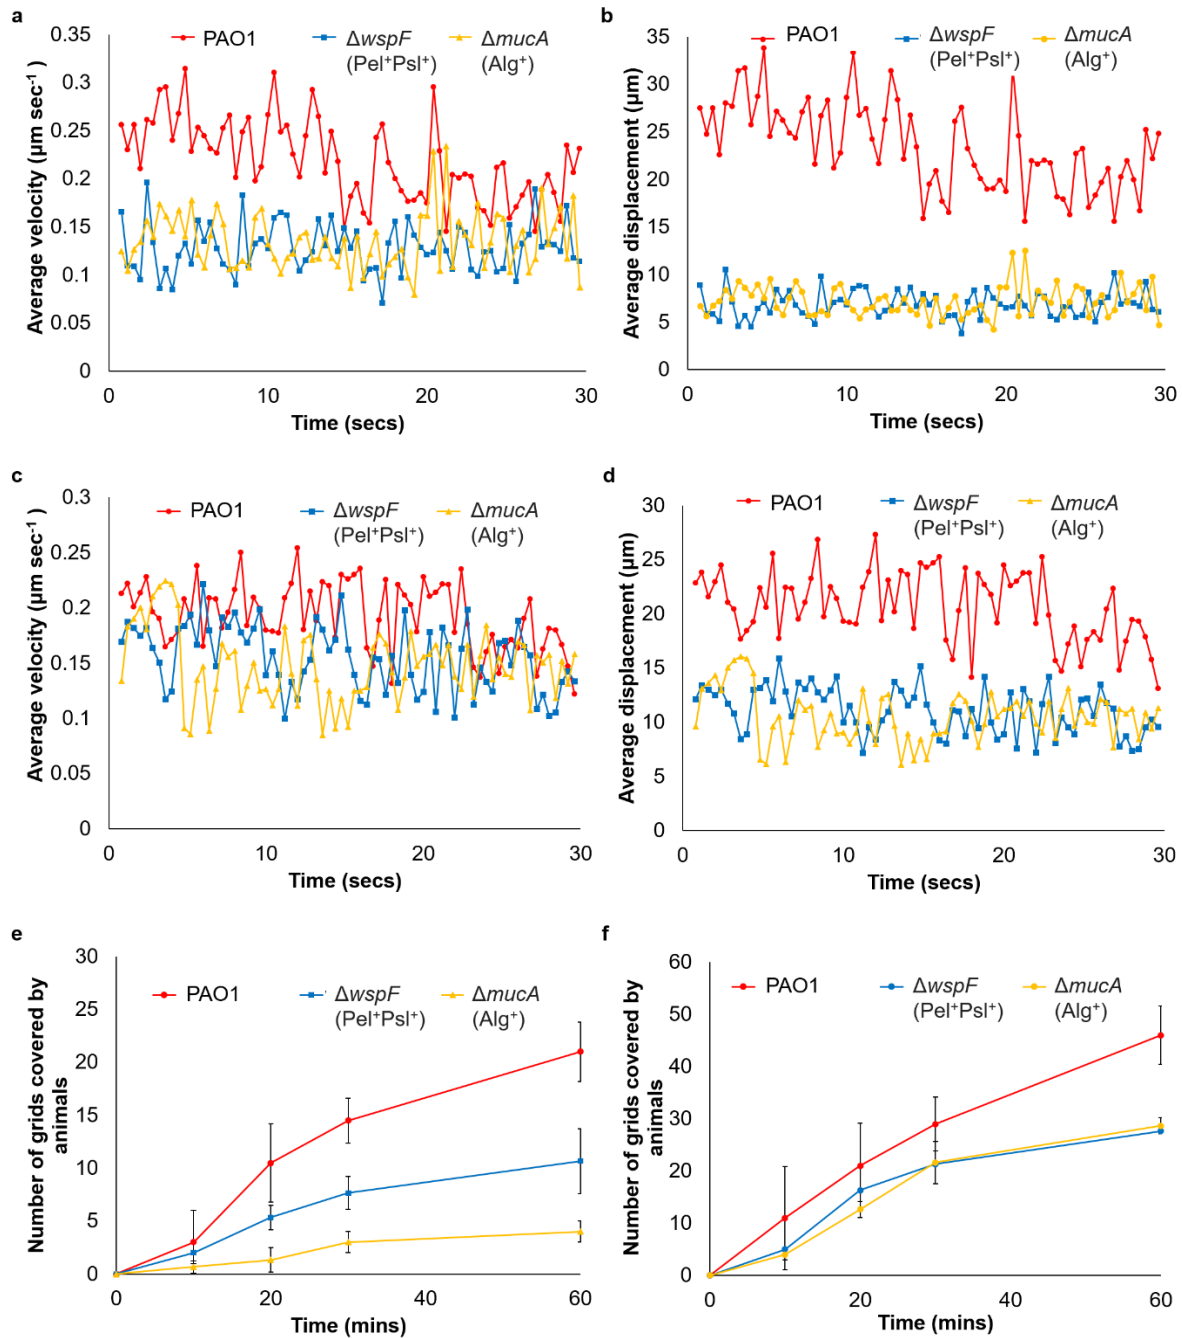 a
Average velocity (µm sec⁻¹)
0.35
0.3
0.25
0.2
0.15
0.1
0.05
0
PAO1
ΔwspF
(Pel⁺Psl⁺)
ΔmucA
(Alg⁺)
0 10 20 30
Time (secs)
b
Average displacement (µm)
35
30
25
20
15
10
5
0
PAO1
ΔwspF
(Pel⁺Psl⁺)
ΔmucA
(Alg⁺)
0 10 20 30
Time (secs)
c
Average velocity (µm sec⁻¹)
0.3
0.25
0.2
0.15
0.1
0.05
0
PAO1
ΔwspF
(Pel⁺Psl⁺)
ΔmucA
(Alg⁺)
0 10 20 30
Time (secs)
d
Average displacement (µm)
30
25
20
15
10
5
0
PAO1
ΔwspF
(Pel⁺Psl⁺)
ΔmucA
(Alg⁺)
0 10 20 30
Time (secs)
e
Number of grids covered by
animals
30
25
20
15
10
5
0
PAO1
ΔwspF
(Pel⁺Psl⁺)
ΔmucA
(Alg⁺)
0 20 40 60
Time (mins)
f
Number of grids covered by
animals
60
50
40
30
20
10
0
PAO1
ΔwspF
(Pel⁺Psl⁺)
ΔmucA
(Alg⁺)
0 20 40 60
Time (mins)